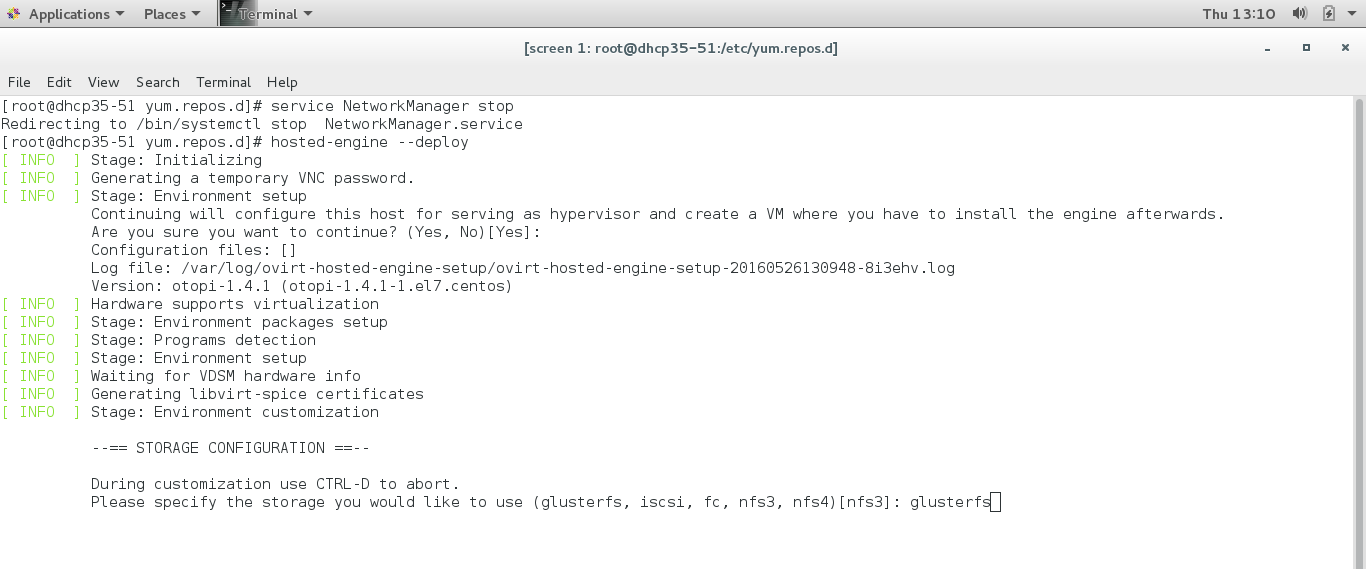 Applications Places Terminal Thu 13:10
[screen 1: root@dhcp35-51:/etc/yum.repos.d]
File Edit View Search Terminal Help
[root@dhcp35-51 yum.repos.d]# service NetworkManager stop
Redirecting to /bin/systemctl stop  NetworkManager.service
[root@dhcp35-51 yum.repos.d]# hosted-engine --deploy
[ INFO  ] Stage: Initializing
[ INFO  ] Generating a temporary VNC password.
[ INFO  ] Stage: Environment setup
          Continuing will configure this host for serving as hypervisor and create a VM where you have to install the engine afterwards.
          Are you sure you want to continue? (Yes, No)[Yes]:
          Configuration files: []
          Log file: /var/log/ovirt-hosted-engine-setup/ovirt-hosted-engine-setup-20160526130948-8i3ehv.log
          Version: otopi-1.4.1 (otopi-1.4.1-1.el7.centos)
[ INFO  ] Hardware supports virtualization
[ INFO  ] Stage: Environment packages setup
[ INFO  ] Stage: Programs detection
[ INFO  ] Stage: Environment setup
[ INFO  ] Waiting for VDSM hardware info
[ INFO  ] Generating libvirt-spice certificates
[ INFO  ] Stage: Environment customization
          --== STORAGE CONFIGURATION ==--
          During customization use CTRL-D to abort.
          Please specify the storage you would like to use (glusterfs, iscsi, fc, nfs3, nfs4)[nfs3]: glusterfs